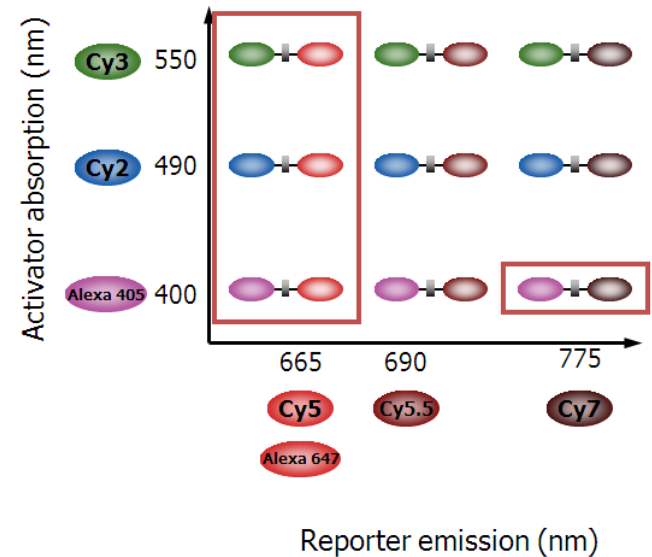 Activator absorption (nm)
Cy3 550
Cy2 490
Alexa 405 400
665 690 775
Cy5 Cy5.5 Cy7
Alexa 647
Reporter emission (nm)